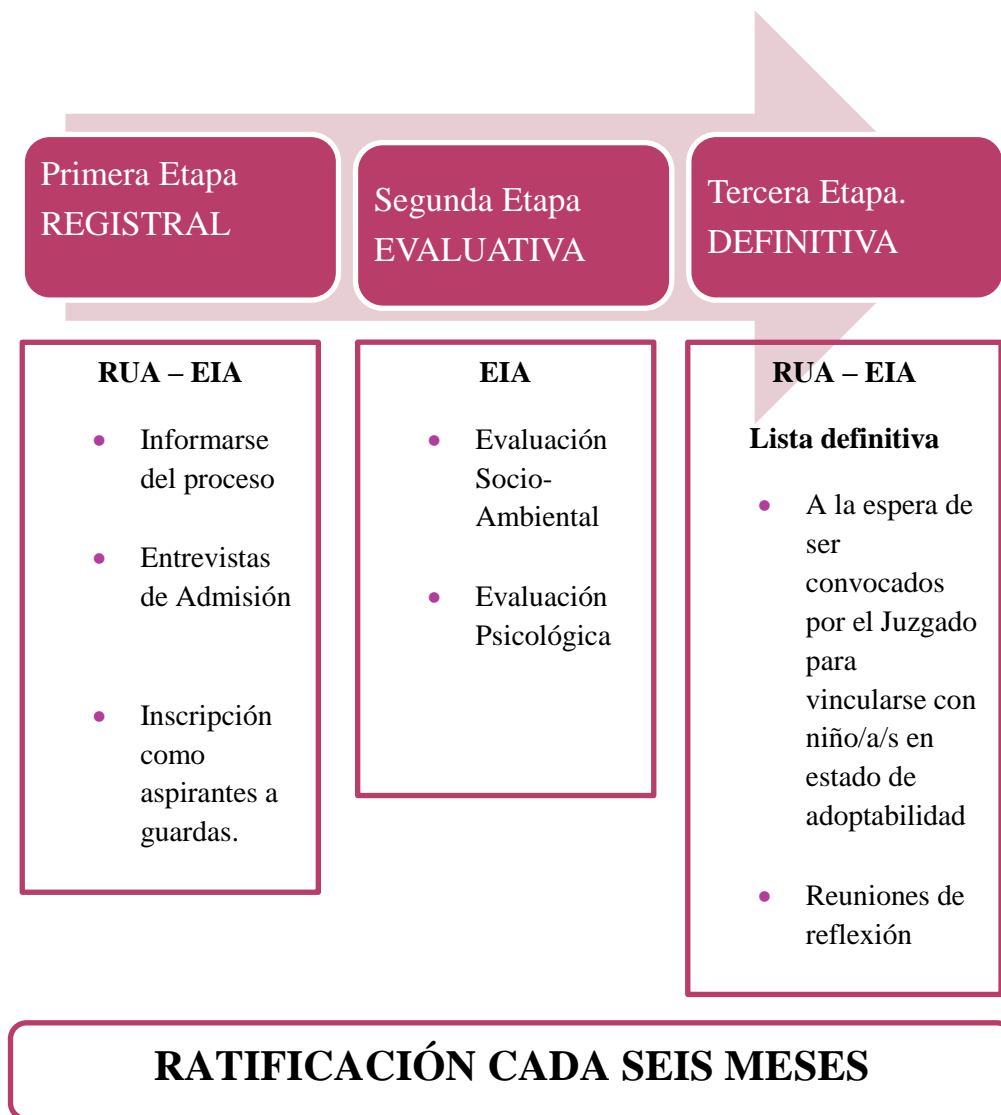 Primera Etapa
REGISTRAL
Segunda Etapa
EVALUATIVA
Tercera Etapa.
DEFINITIVA
RUA – EIA
• Informarse
del proceso
• Entrevistas
de Admisión
• Inscripción
como
aspirantes a
guardas.
EIA
• Evaluación
Socio-
Ambiental
• Evaluación
Psicológica
RUA – EIA
Lista definitiva
• A la espera de
ser
convocados
por el Juzgado
para
vincularse con
niño/a/s en
estado de
adoptabilidad
• Reuniones de
reflexión
RATIFICACIÓN CADA SEIS MESES